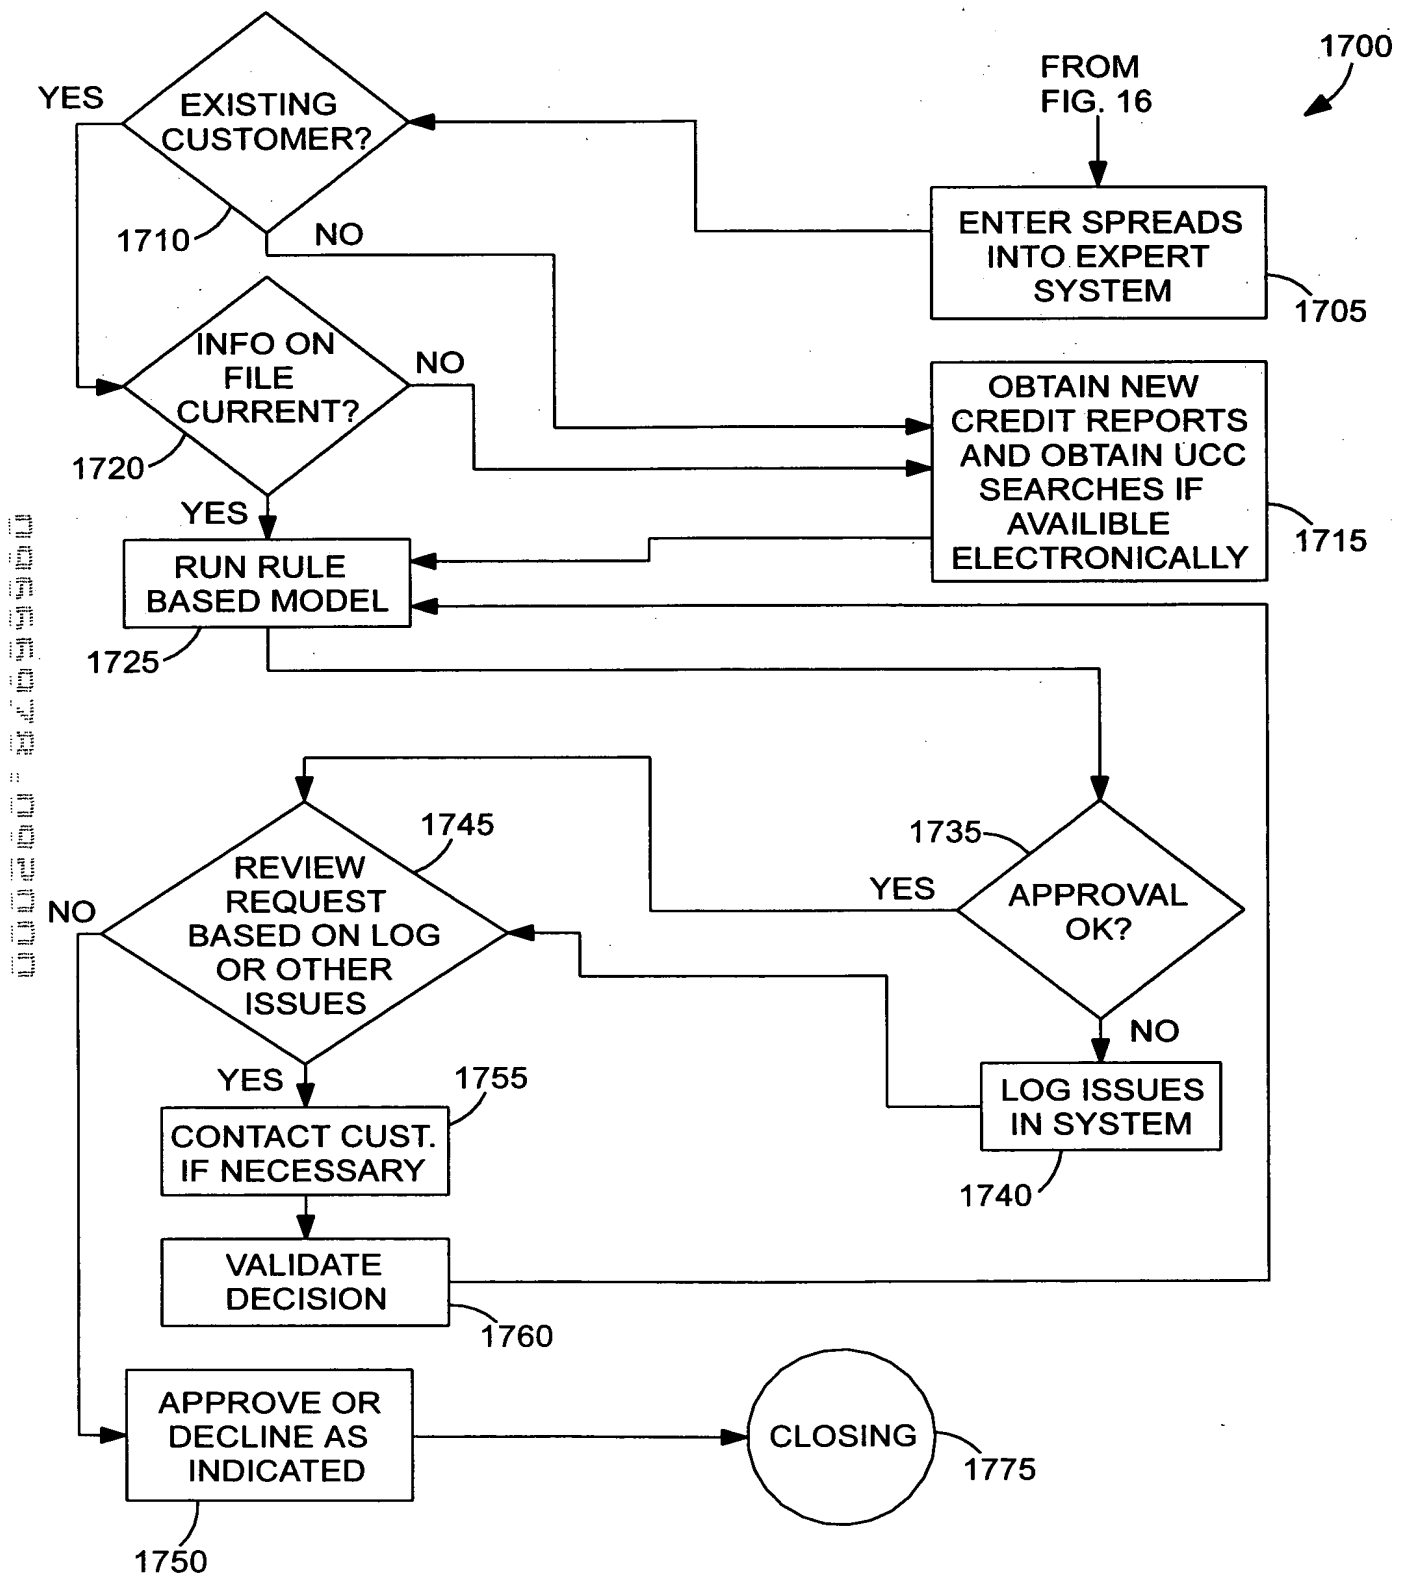 1700
FROM
FIG. 16
YES
EXISTING
CUSTOMER?
1710
NO
ENTER SPREADS
INTO EXPERT
SYSTEM
1705
INFO ON
FILE
CURRENT?
NO
1720
YES
OBTAIN NEW
CREDIT REPORTS
AND OBTAIN UCC
SEARCHES IF
AVAILIBLE
ELECTRONICALLY
1715
RUN RULE
BASED MODEL
1725
1745
1735
REVIEW
REQUEST
BASED ON LOG
OR OTHER
ISSUES
NO
YES
APPROVAL
OK?
NO
YES
1755
LOG ISSUES
IN SYSTEM
1740
CONTACT CUST.
IF NECESSARY
VALIDATE
DECISION
1760
APPROVE OR
DECLINE AS
INDICATED
1750
CLOSING
1775